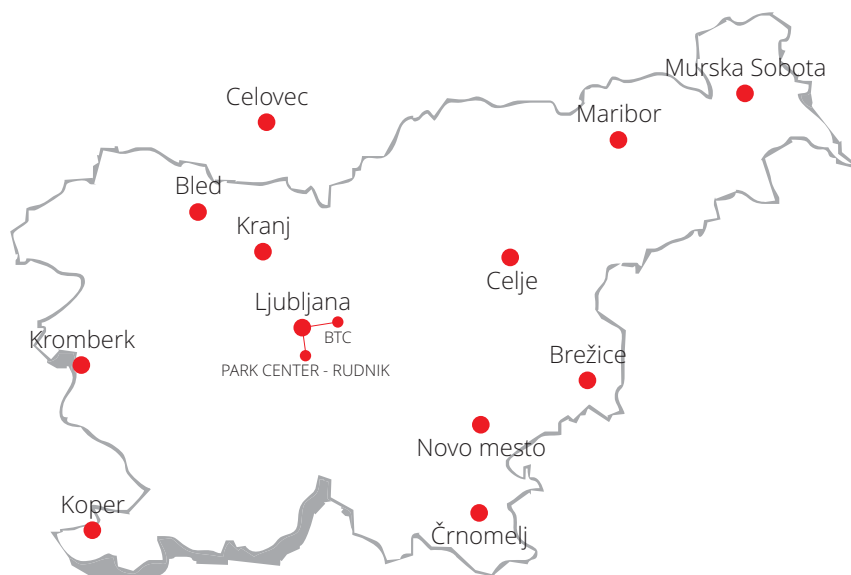 Murska Sobota
Celovec
Maribor
Bled
Kranj
Celje
Ljubljana
BTC
Kromberk
PARK CENTER - RUDNIK
Brežice
Novo mesto
Koper
Črnomelj